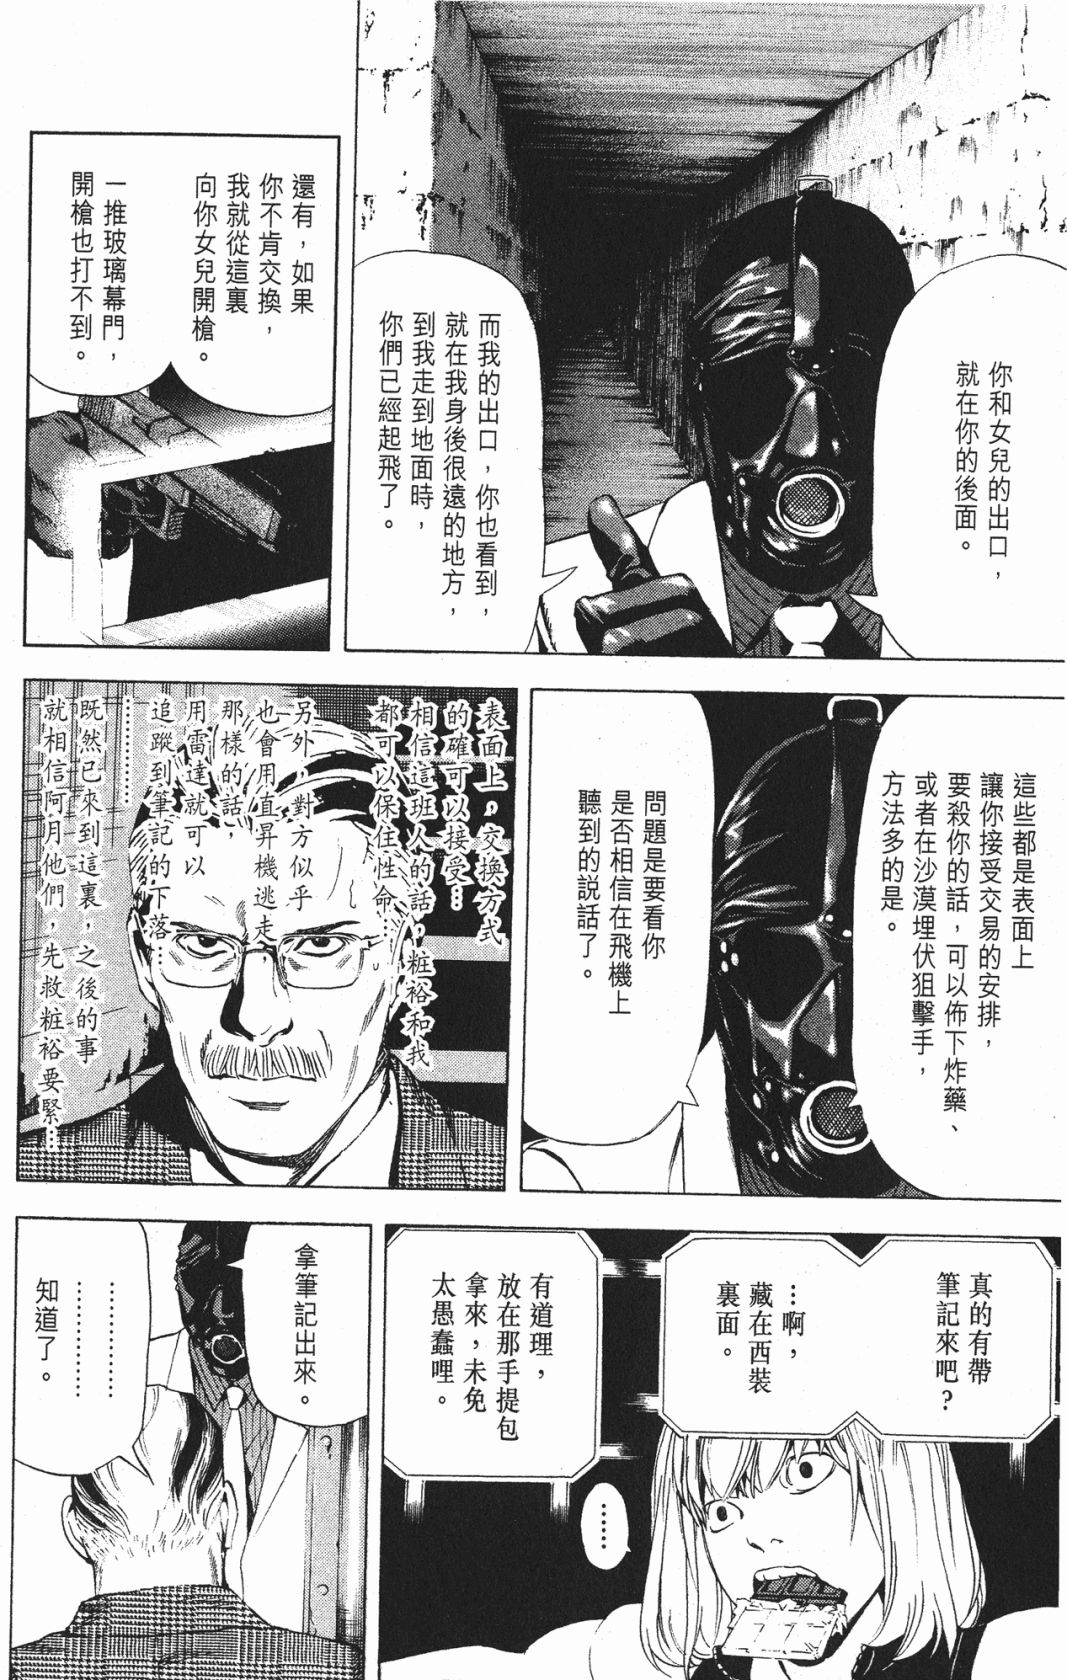 你和女兒的出口，
就在你的後面。
而我的出口，你也看到，
就在我身後很遠的地方，
到我走到地面時，
你們已經起飛了。
還有，如果
你不肯交換，
我就從這裏
向你女兒開槍。
一推玻璃幕門，
開槍也打不到。
這些都是表面上
讓你接受交易的安排，
要殺你的話，可以佈下炸藥、
或者在沙漠埋伏狙擊手，
方法多的是。
問題是要看你
是否相信在飛機上
聽到的説話了。
表面上，交換方式
的確可以接受…
相信這班人的話，粧裕和我
都可以保住性命…
另外，對方似乎
也會用直昇機逃走
那樣的話，
用雷達就可以
追蹤到筆記的下落…
…………
既然已來到這裏，之後的事
就相信阿月他們，先救粧裕要緊…
真的有帶
筆記來吧？
…啊，
藏在西裝
裏面。
有道理，
放在那手提包
拿來，未免
太愚蠢哩。
……
拿筆記出來。
…………
…………
知道了。